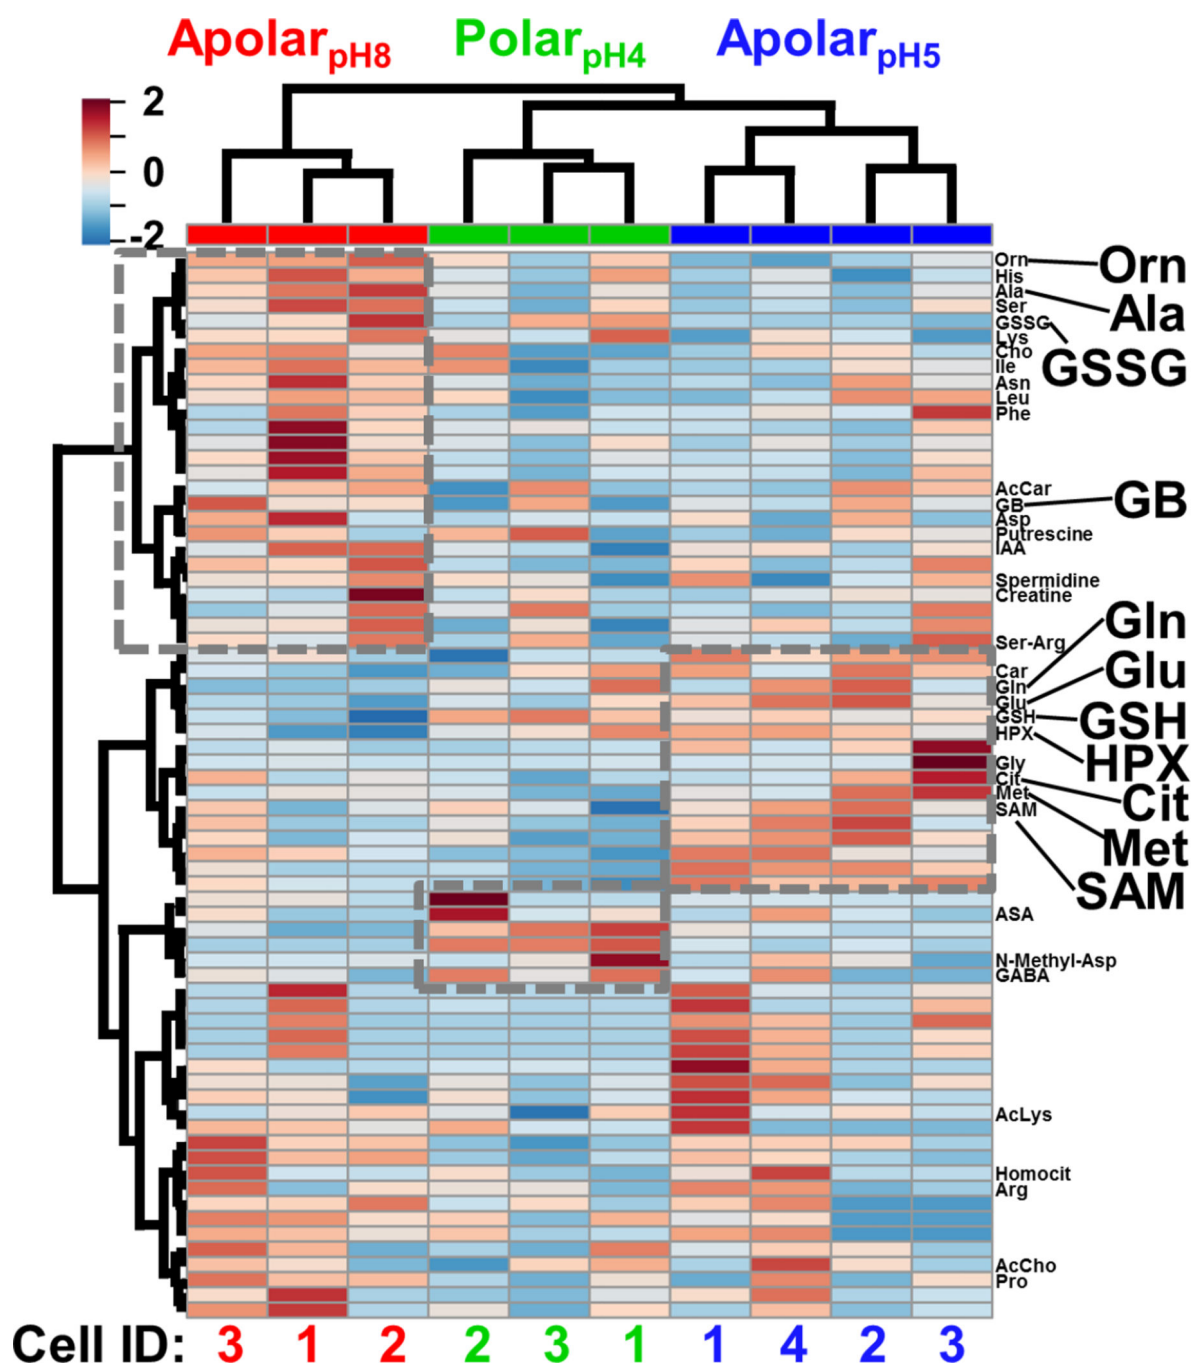 Apolar pH8 Polar pH4 Apolar pH5
2
0
-2
Orn Orn
His
Ala Ala
Ser
GSSG GSSG
Lys
Cho
Ile
Asn
Leu
Phe
AcCar
GB GB
Asp
Putrescine
IAA
Spermidine
Creatine
Ser-Arg
Car
Gln Gln
Glu Glu
GSH GSH
HPX HPX
Gly
Cit Cit
Met Met
SAM SAM
ASA
N-Methyl-Asp
GABA
AcLys
Homocit
Arg
AcCho
Pro
Cell ID: 3 1 2 2 3 1 1 4 2 3